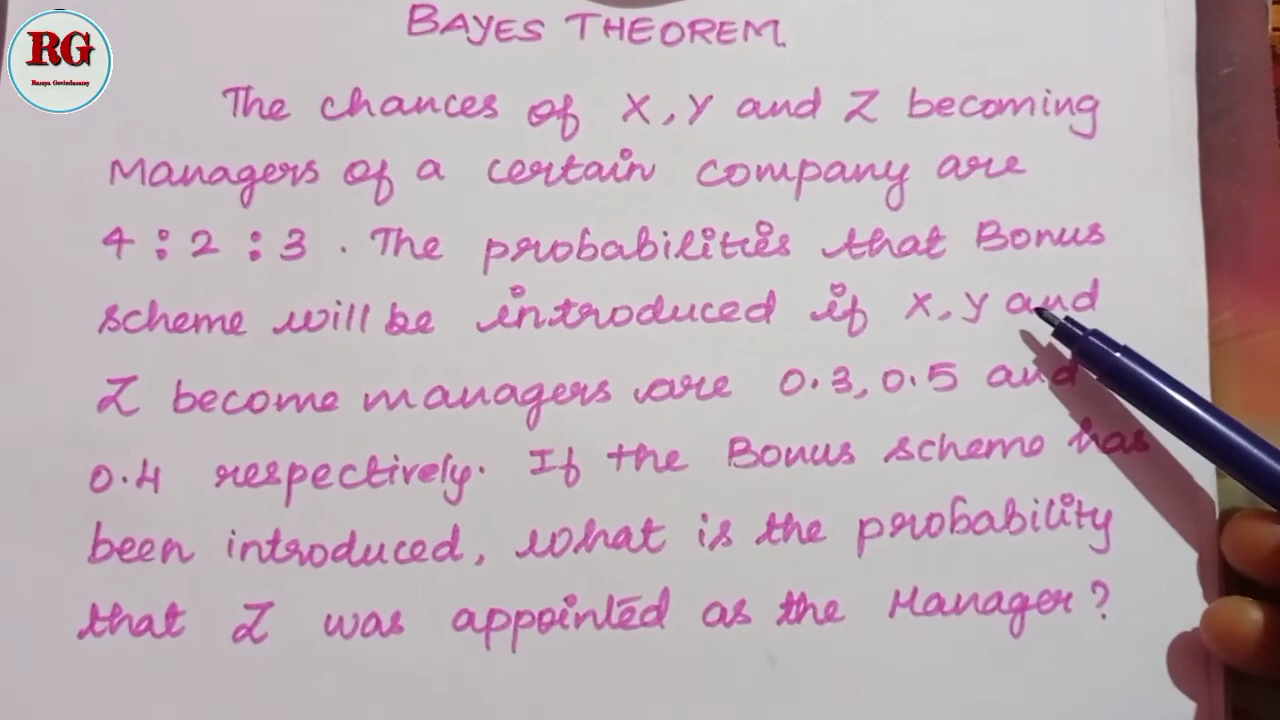 RG
Ramya Govindasamy
BAYES THEOREM.
The chances of X, Y and Z becoming
Managers of a certain company are
4 : 2 : 3 . The probabilities that Bonus
scheme will be introduced if X, Y and
Z become managers are 0.3, 0.5 and
0.4 respectively. If the Bonus scheme has
been introduced, what is the probability
that Z was appointed as the Manager?